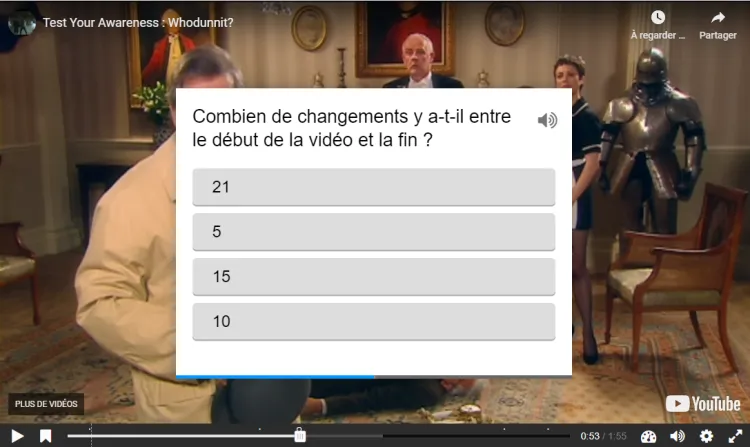 Test Your Awareness : Whodunnit?
À regarder ...
Partager
Combien de changements y a-t-il entre
le début de la vidéo et la fin ?
21
5
15
10
PLUS DE VIDÉOS
YouTube
0:53 / 1:55